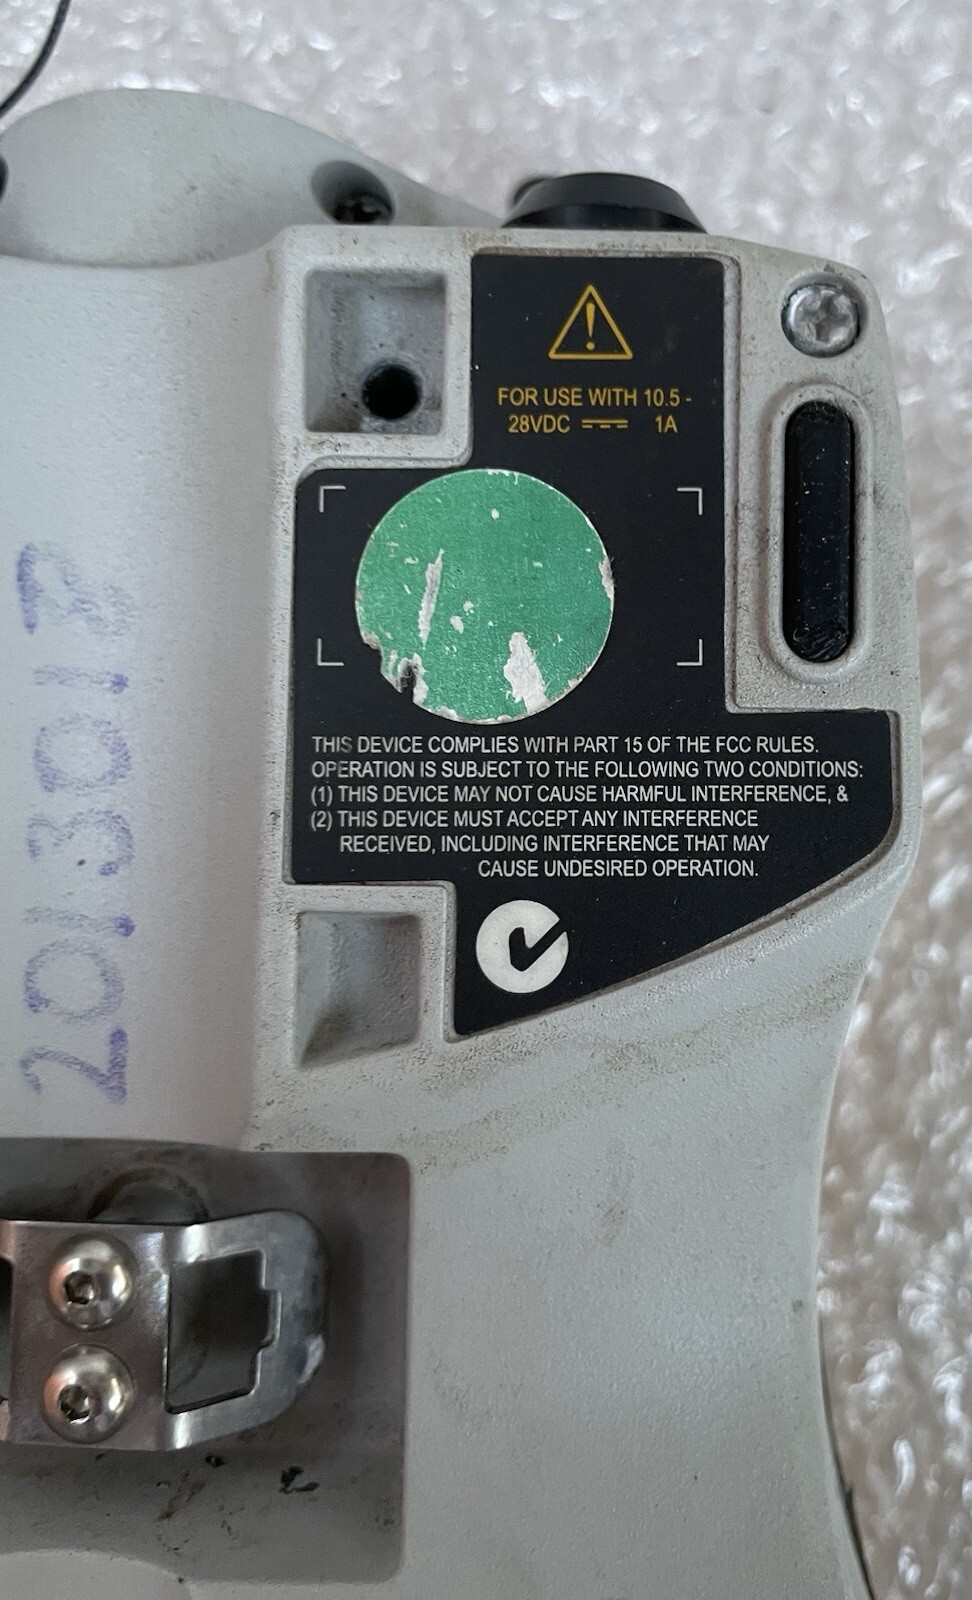 FOR USE WITH 10.5 -
28VDC 1A
THIS DEVICE COMPLIES WITH PART 15 OF THE FCC RULES.
OPERATION IS SUBJECT TO THE FOLLOWING TWO CONDITIONS:
(1) THIS DEVICE MAY NOT CAUSE HARMFUL INTERFERENCE, &
(2) THIS DEVICE MUST ACCEPT ANY INTERFERENCE
RECEIVED, INCLUDING INTERFERENCE THAT MAY
CAUSE UNDESIRED OPERATION.